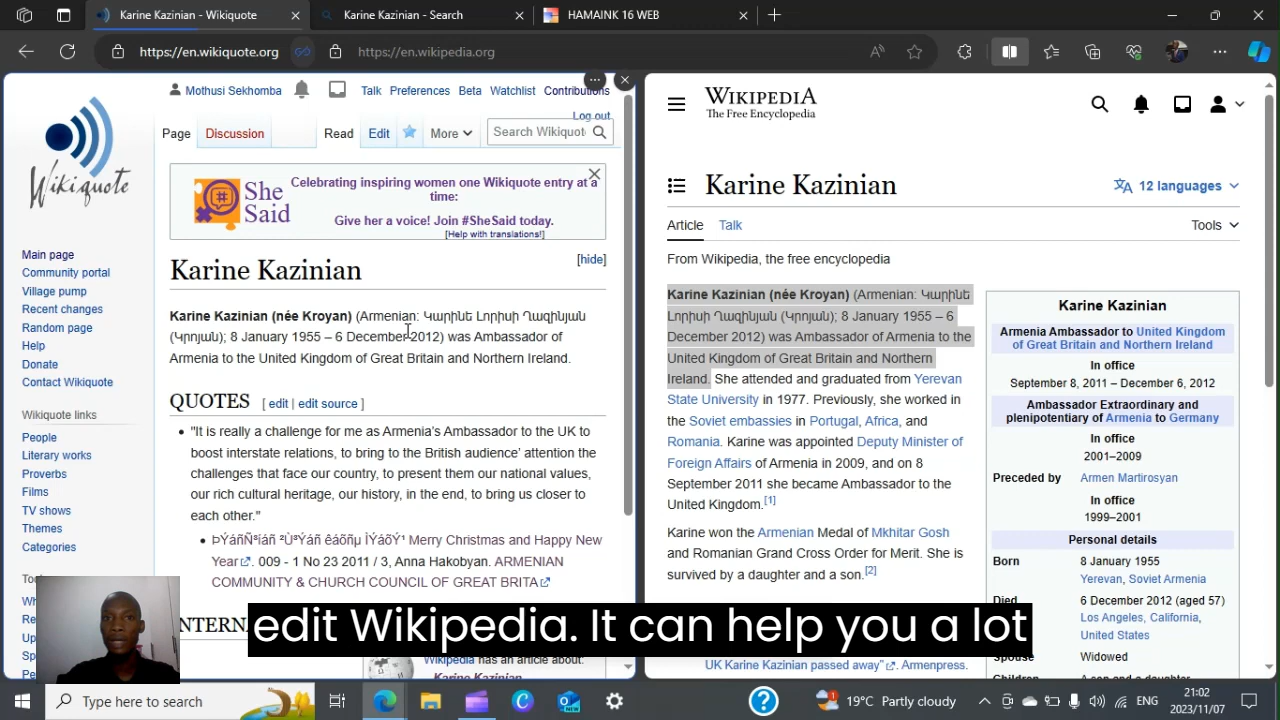 Karine Kazinian - Wikiquote
Karine Kazinian - Search
HAMAINK 16 WEB
https://en.wikiquote.org
https://en.wikipedia.org
Mothusi Sekhomba
Talk Preferences Beta Watchlist Contributions
Log out
Page Discussion Read Edit More Search Wikiquot
WIKIQUOTE
She Said
Celebrating inspiring women one Wikiquote entry at a
time:
Give her a voice! Join #SheSaid today.
[Help with translations!]
Main page
Community portal
Village pump
Recent changes
Random page
Help
Donate
Contact Wikiquote
Wikiquote links
People
Literary works
Proverbs
Films
TV shows
Themes
Categories
Karine Kazinian
[hide]
Karine Kazinian (née Kroyan) (Armenian: Կարինե Լորիսի Ղազինյան
(Կրոյան); 8 January 1955 – 6 December 2012) was Ambassador of
Armenia to the United Kingdom of Great Britain and Northern Ireland.
QUOTES [ edit | edit source ]
"It is really a challenge for me as Armenia's Ambassador to the UK to
boost interstate relations, to bring to the British audience' attention the
challenges that face our country, to present them our national values,
our rich cultural heritage, our history, in the end, to bring us closer to
each other."
Merry Christmas and Happy New
Year. 009 - 1 No 23 2011 / 3, Anna Hakobyan. ARMENIAN
COMMUNITY & CHURCH COUNCIL OF GREAT BRITA
Wikipedia has an article about:
Karine Kazinian
WIKIPEDIA
The Free Encyclopedia
Karine Kazinian
12 languages
Article Talk Tools
From Wikipedia, the free encyclopedia
Karine Kazinian (née Kroyan) (Armenian: Կարինե
Լորիսի Ղազինյան (Կրոյան); 8 January 1955 – 6
December 2012) was Ambassador of Armenia to the
United Kingdom of Great Britain and Northern
Ireland. She attended and graduated from Yerevan
State University in 1977. Previously, she worked in
the Soviet embassies in Portugal, Africa, and
Romania. Karine was appointed Deputy Minister of
Foreign Affairs of Armenia in 2009, and on 8
September 2011 she became Ambassador to the
United Kingdom.[1]
Karine won the Armenian Medal of Mkhitar Gosh
and Romanian Grand Cross Order for Merit. She is
survived by a daughter and a son.[2]
Karine Kazinian
Armenia Ambassador to United Kingdom
of Great Britain and Northern Ireland
In office
September 8, 2011 – December 6, 2012
Ambassador Extraordinary and
plenipotentiary of Armenia to Germany
In office
2001–2009
Preceded by Armen Martirosyan
In office
1999–2001
Personal details
Born 8 January 1955
Yerevan, Soviet Armenia
Died 6 December 2012 (aged 57)
Los Angeles, California,
United States
Widowed
UK Karine Kazinian passed away". Armenpress.
edit Wikipedia. It can help you a lot
Type here to search
19°C Partly cloudy
ENG
21:02
2023/11/07